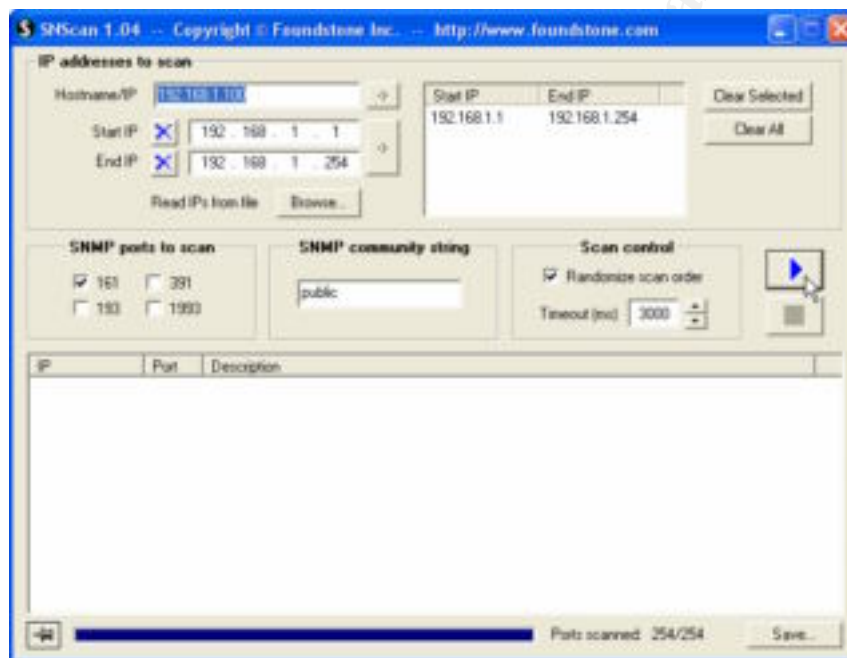 SNScan 1.04 -- Copyright © Foundstone Inc. -- http://www.foundstone.com
IP addresses to scan
Hostname/IP 192.168.1.100
Start IP 192 . 168 . 1 . 1
End IP 192 . 168 . 1 . 254
Read IPs from file Browse...
Start IP End IP
192.168.1.1 192.168.1.254
Clear Selected
Clear All
SNMP ports to scan
161 391
193 1993
SNMP community string
public
Scan control
Randomize scan order
Timeout (ms) 3000
IP Port Description
Ports scanned: 254/254 Save...